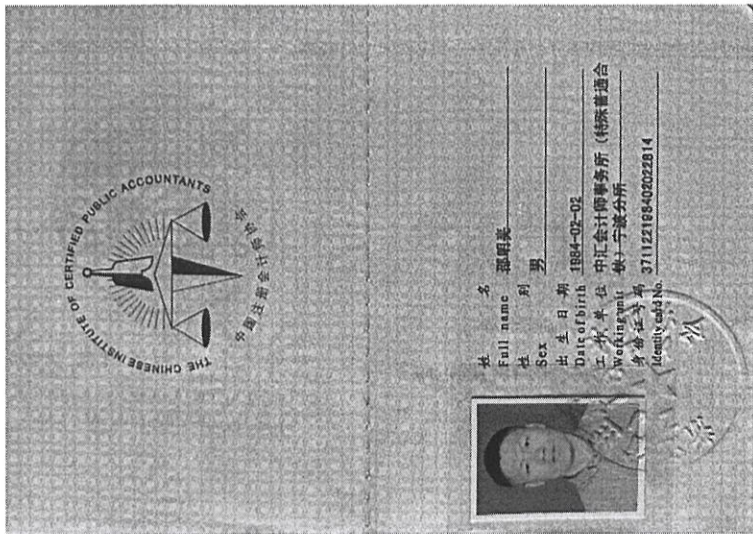 THE CHINESE INSTITUTE OF CERTIFIED PUBLIC ACCOUNTANTS
中国注册会计师协会
姓 名 邵明亮
Full name
性 别 男
Sex
出 生 日 期 1984-02-02
Date of birth
工 作 单 位 中汇会计师事务所（特殊普通合
Working unit 伙）宁波分所
身份证号码 371122198402022814
Identity card No.